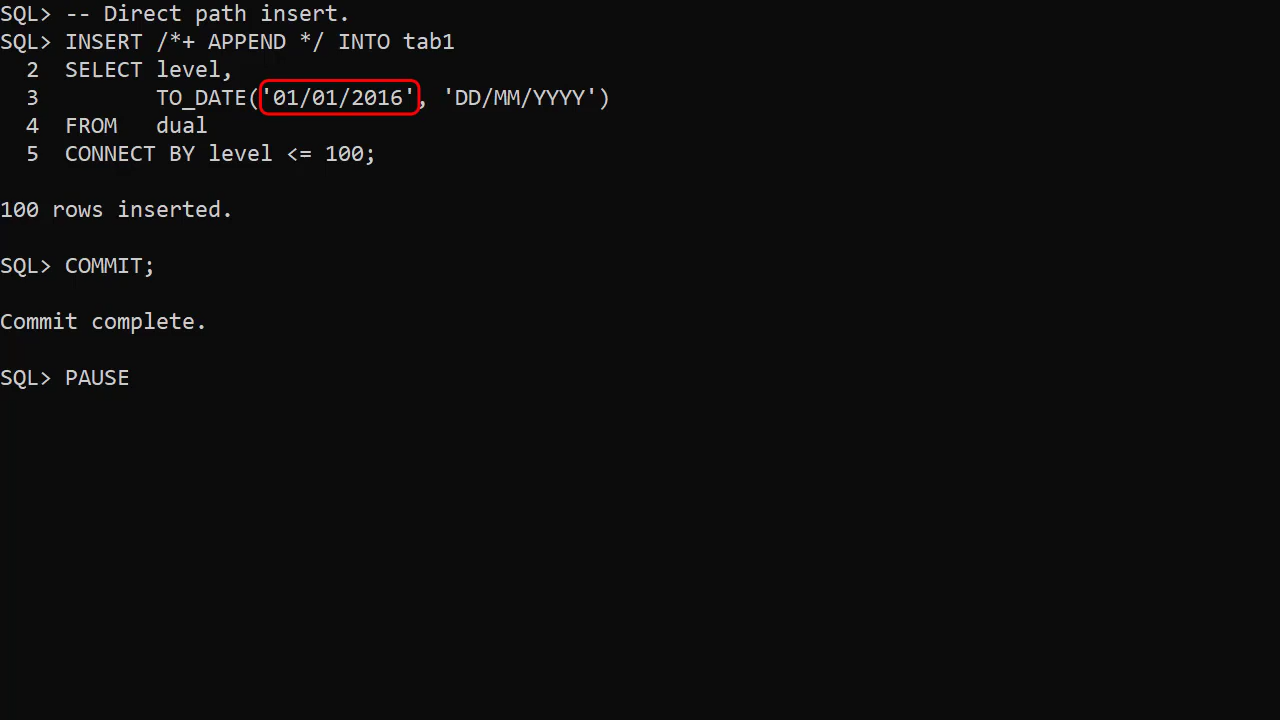 SQL> -- Direct path insert.
SQL> INSERT /*+ APPEND */ INTO tab1
  2  SELECT level,
  3         TO_DATE('01/01/2016', 'DD/MM/YYYY')
  4  FROM   dual
  5  CONNECT BY level <= 100;
100 rows inserted.
SQL> COMMIT;
Commit complete.
SQL> PAUSE